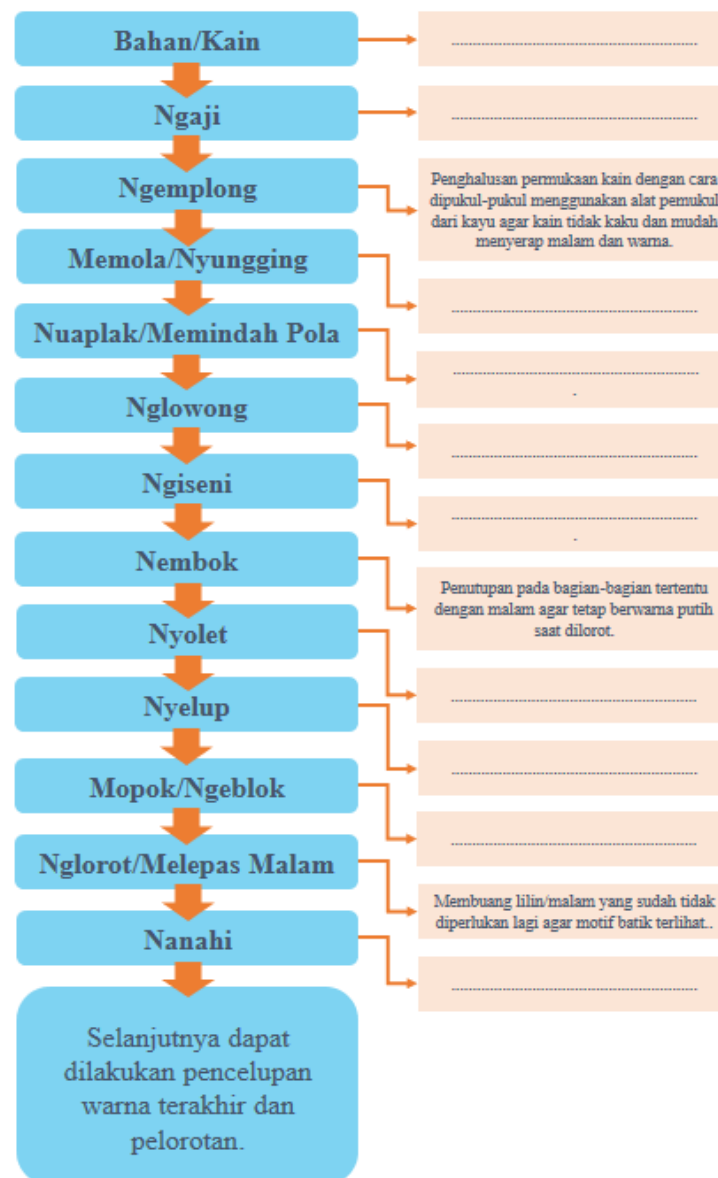 Bahan/Kain
......................................................................
Ngaji
......................................................................
Ngemplong
Penghalusan permukaan kain dengan cara
dipukul-pukul menggunakan alat pemukul
dari kayu agar kain tidak kaku dan mudah
menyerap malam dan warna.
Memola/Nyungging
......................................................................
Nuaplak/Memindah Pola
......................................................................
.
Nglowong
......................................................................
Ngiseni
......................................................................
.
Nembok
Penutupan pada bagian-bagian tertentu
dengan malam agar tetap berwarna putih
saat dilorot.
Nyolet
......................................................................
Nyelup
......................................................................
Mopok/Ngeblok
......................................................................
Nglorot/Melepas Malam
Membuang lilin/malam yang sudah tidak
diperlukan lagi agar motif batik terlihat..
Nanahi
......................................................................
Selanjutnya dapat
dilakukan pencelupan
warna terakhir dan
pelorotan.